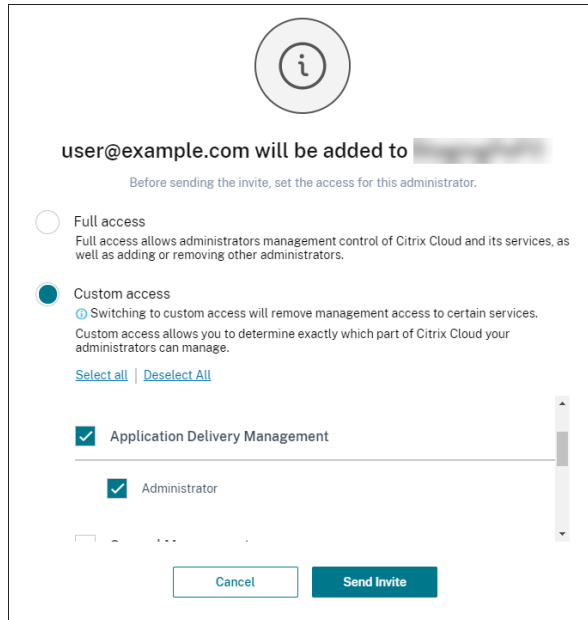 user@example.com will be added to
Before sending the invite, set the access for this administrator.
Full access
Full access allows administrators management control of Citrix Cloud and its services, as
well as adding or removing other administrators.
Custom access
Switching to custom access will remove management access to certain services.
Custom access allows you to determine exactly which part of Citrix Cloud your
administrators can manage.
Select all | Deselect All
Application Delivery Management
Administrator
Cancel
Send Invite